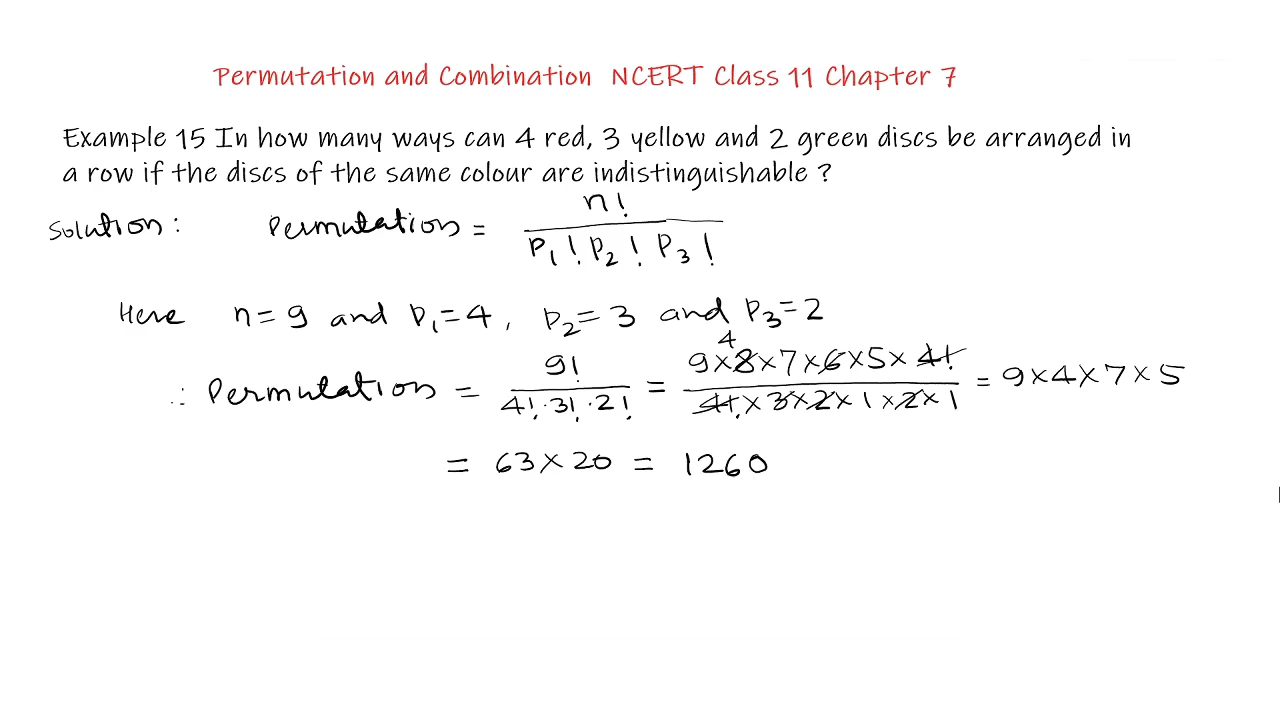 Permutation and Combination NCERT Class 11 Chapter 7
Example 15 In how many ways can 4 red, 3 yellow and 2 green discs be arranged in
a row if the discs of the same colour are indistinguishable ?
Solution: Permutations = n! / P₁! P₂! P₃!
Here n=9 and P₁=4, P₂=3 and P₃=2
∴ Permutations = 9! / 4!·3!·2! = 9×8×7×6×5×4! / 4!×3×2×1×2×1 = 9×4×7×5
= 63×20 = 1260